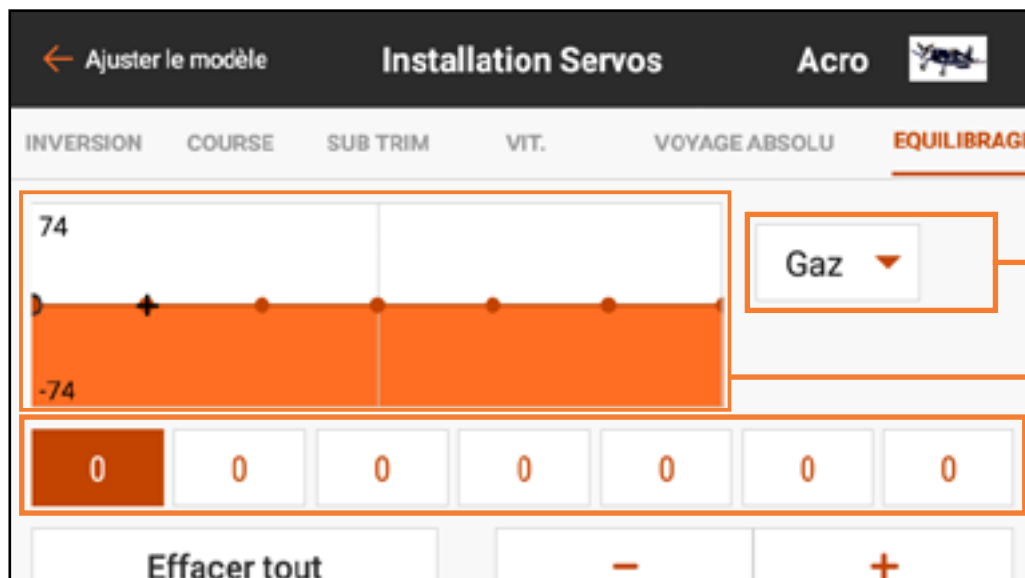 Ajuster le modèle Installation Servos Acro
INVERSION COURSE SUB TRIM VIT. VOYAGE ABSOLU EQUILIBRAGE
74
Gaz
-74
0 0 0 0 0 0 0
Effacer tout − +